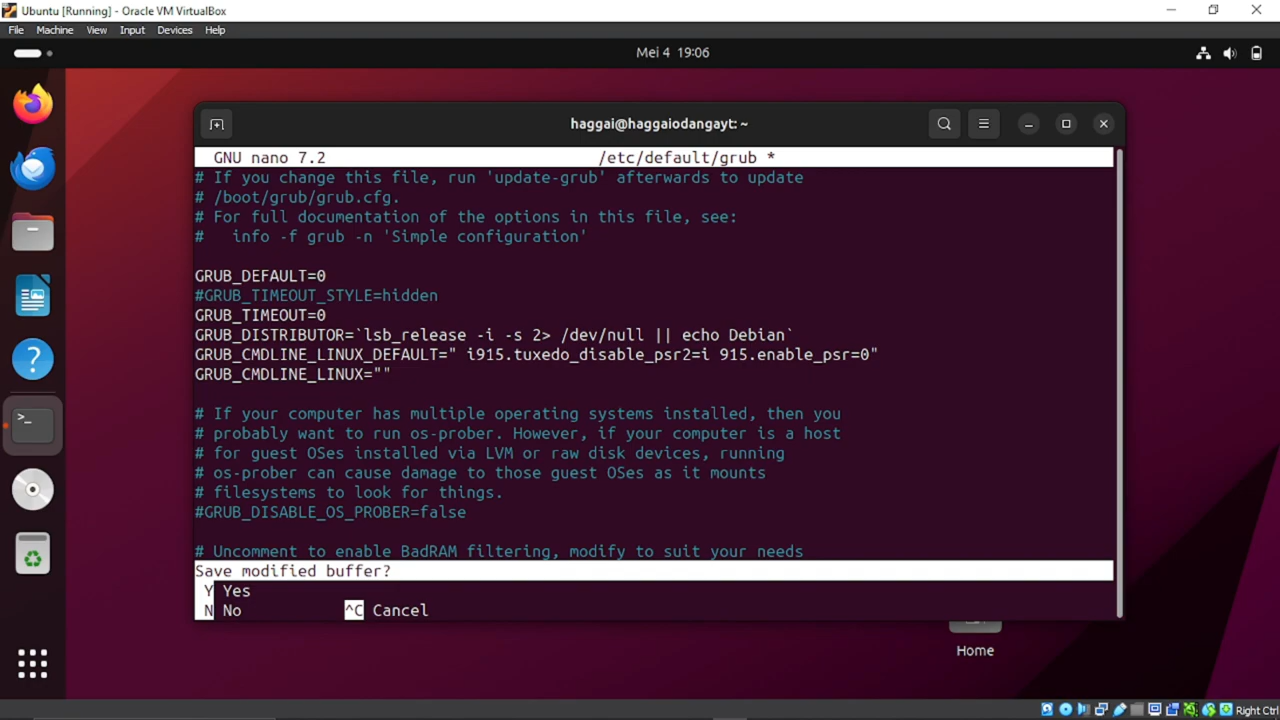 Ubuntu [Running] - Oracle VM VirtualBox
File Machine View Input Devices Help
Mei 4 19:06
haggai@haggaiodangayt: ~
GNU nano 7.2 /etc/default/grub *
# If you change this file, run 'update-grub' afterwards to update
# /boot/grub/grub.cfg.
# For full documentation of the options in this file, see:
#   info -f grub -n 'Simple configuration'
GRUB_DEFAULT=0
#GRUB_TIMEOUT_STYLE=hidden
GRUB_TIMEOUT=0
GRUB_DISTRIBUTOR=`lsb_release -i -s 2> /dev/null || echo Debian`
GRUB_CMDLINE_LINUX_DEFAULT=" i915.tuxedo_disable_psr2=i 915.enable_psr=0"
GRUB_CMDLINE_LINUX=""
# If your computer has multiple operating systems installed, then you
# probably want to run os-prober. However, if your computer is a host
# for guest OSes installed via LVM or raw disk devices, running
# os-prober can cause damage to those guest OSes as it mounts
# filesystems to look for things.
#GRUB_DISABLE_OS_PROBER=false
# Uncomment to enable BadRAM filtering, modify to suit your needs
Save modified buffer?
Y Yes
N No ^C Cancel
Home
Right Ctrl